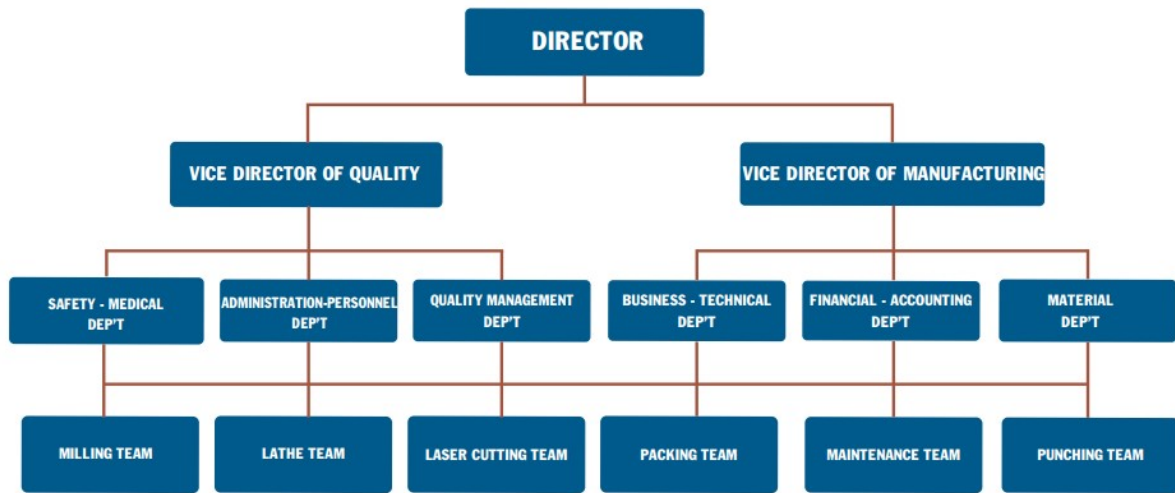 DIRECTOR
VICE DIRECTOR OF QUALITY
VICE DIRECTOR OF MANUFACTURING
SAFETY - MEDICAL
DEP'T
ADMINISTRATION-PERSONNEL
DEP'T
QUALITY MANAGEMENT
DEP'T
BUSINESS - TECHNICAL
DEP'T
FINANCIAL - ACCOUNTING
DEP'T
MATERIAL
DEP'T
MILLING TEAM
LATHE TEAM
LASER CUTTING TEAM
PACKING TEAM
MAINTENANCE TEAM
PUNCHING TEAM